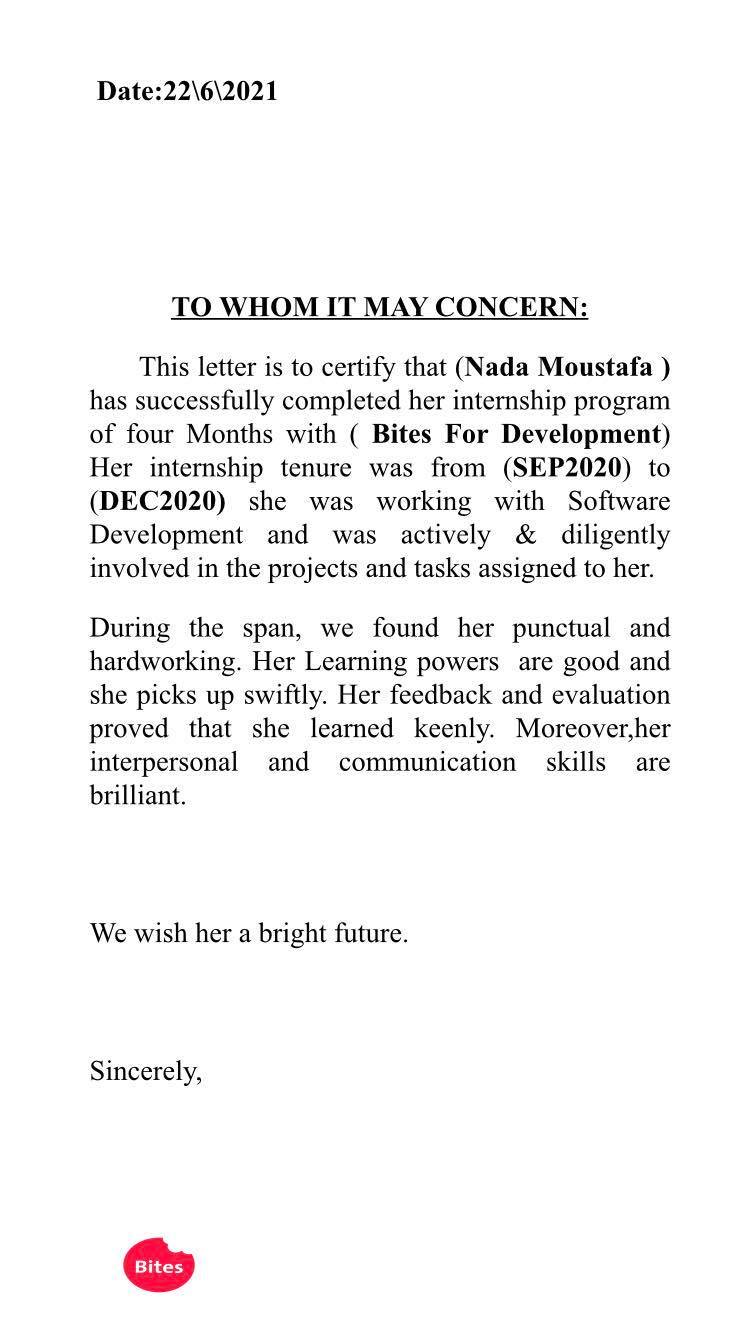 Date:22\6\2021
TO WHOM IT MAY CONCERN:
This letter is to certify that (Nada Moustafa )
has successfully completed her internship program
of four Months with ( Bites For Development)
Her internship tenure was from (SEP2020) to
(DEC2020) she was working with Software
Development and was actively & diligently
involved in the projects and tasks assigned to her.
During the span, we found her punctual and
hardworking. Her Learning powers  are good and
she picks up swiftly. Her feedback and evaluation
proved that she learned keenly. Moreover,her
interpersonal and communication skills are
brilliant.
We wish her a bright future.
Sincerely,
Bites